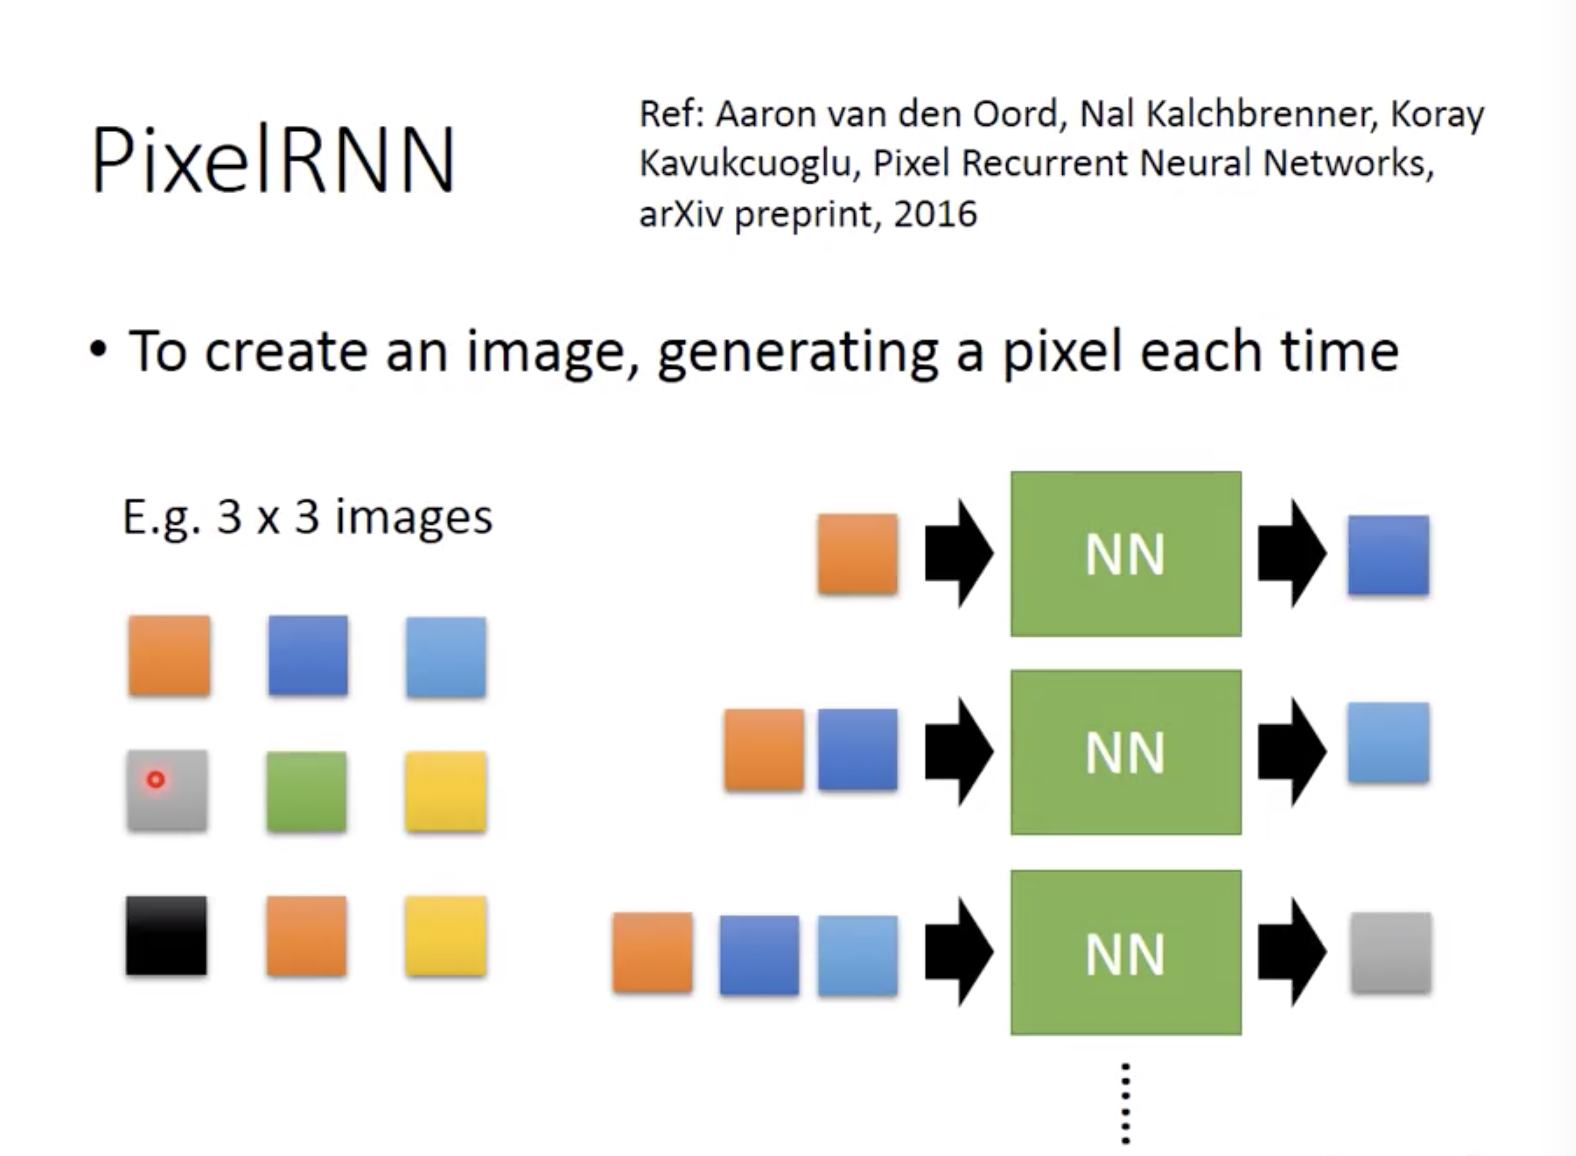 PixelRNN
Ref: Aaron van den Oord, Nal Kalchbrenner, Koray
Kavukcuoglu, Pixel Recurrent Neural Networks,
arXiv preprint, 2016
• To create an image, generating a pixel each time
E.g. 3 x 3 images
NN
NN
NN